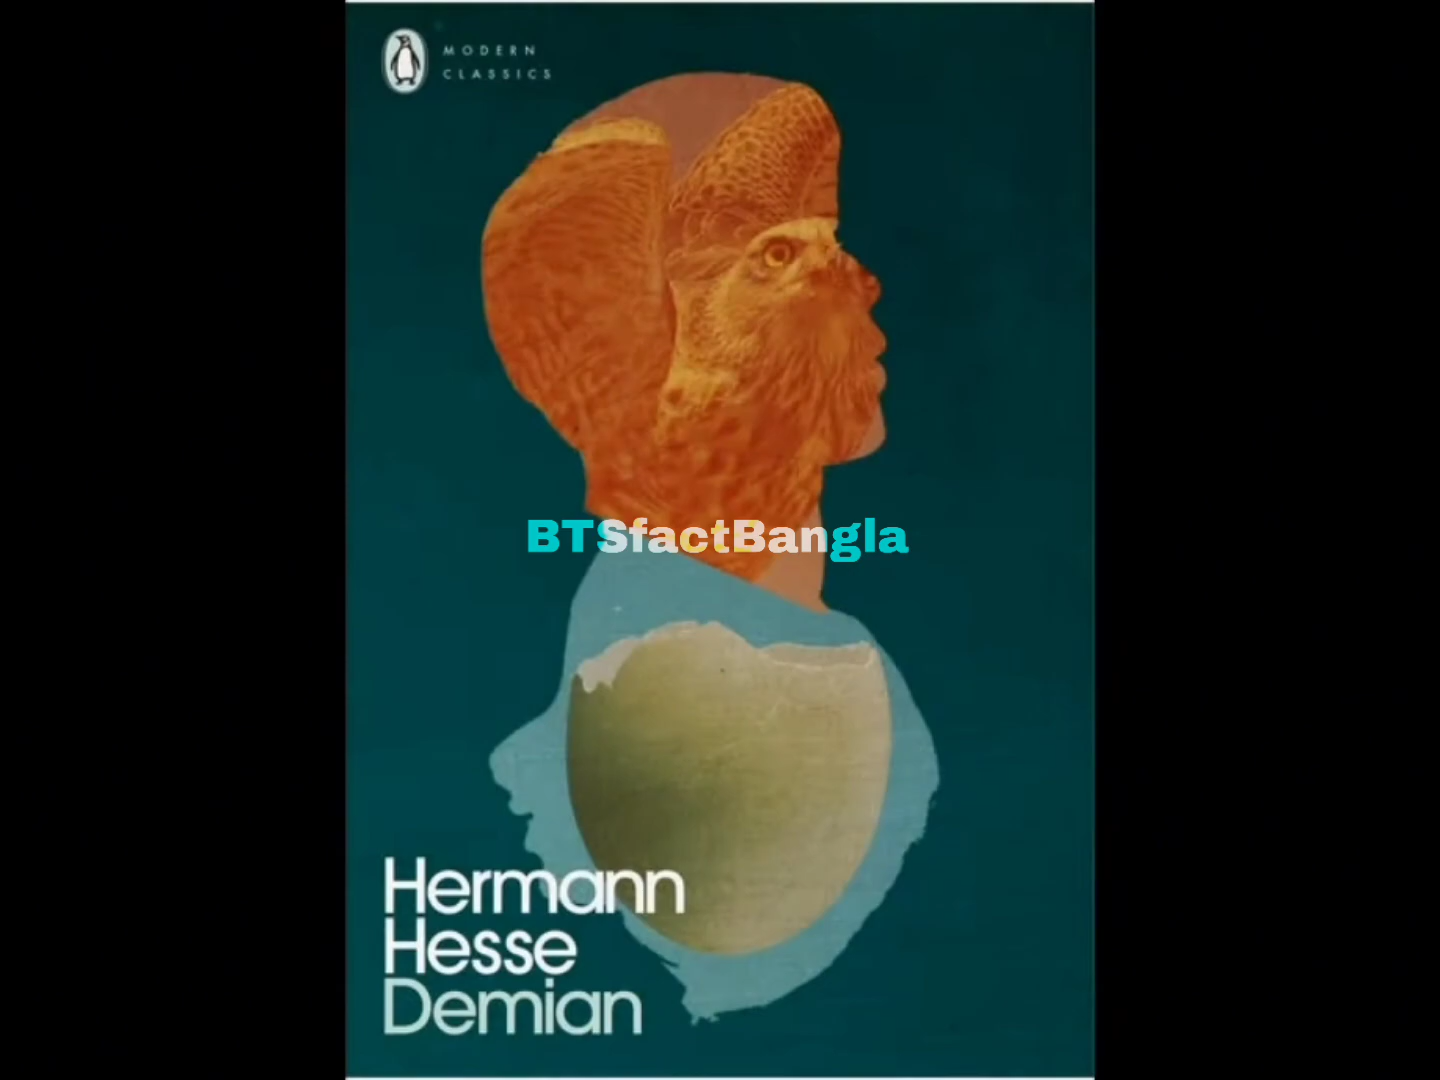 MODERN
CLASSICS
BTSfactBangla
Hermann
Hesse
Demian